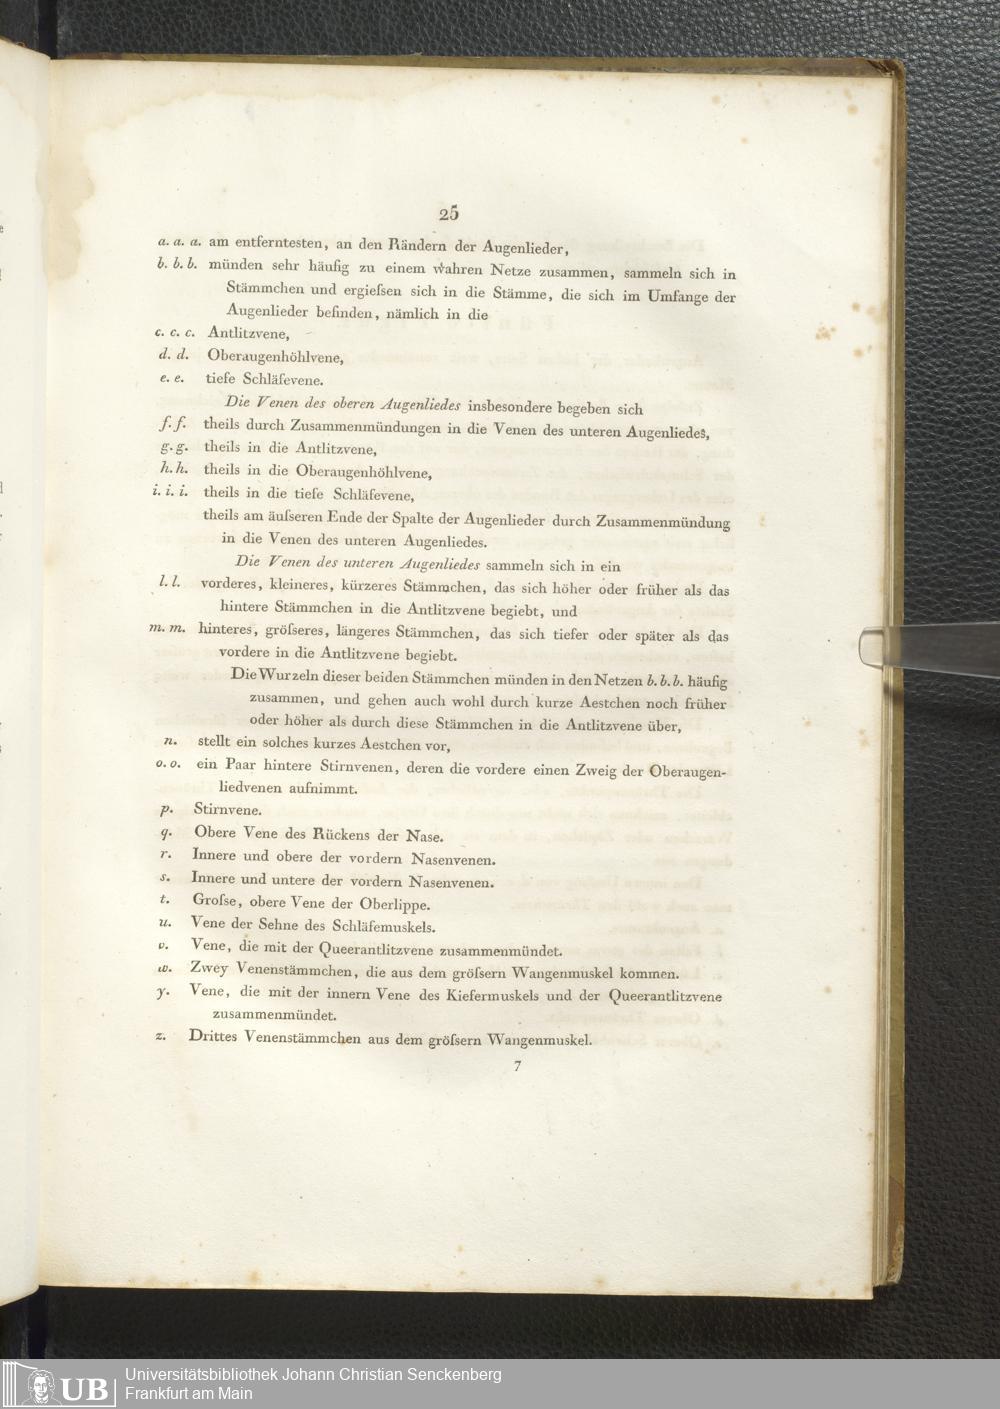 25
a. a. a. am entferntesten, an den Rändern der Augenlieder,
b. b. b. münden sehr häufig zu einem wahren Netze zusammen, sammeln sich in
Stämmchen und ergieſsen sich in die Stämme, die sich im Umfange der
Augenlieder befinden, nämlich in die
c. c. c. Antlitzvene,
d. d. Oberaugenhöhlvene,
e. e. tiefe Schläfevene.
Die Venen des oberen Augenliedes insbesondere begeben sich
f. f. theils durch Zusammenmündungen in die Venen des unteren Augenliedes,
g. g. theils in die Antlitzvene,
h. h. theils in die Oberaugenhöhlvene,
i. i. i. theils in die tiefe Schläfevene,
theils am äuſseren Ende der Spalte der Augenlieder durch Zusammenmündung
in die Venen des unteren Augenliedes.
Die Venen des unteren Augenliedes sammeln sich in ein
l. l. vorderes, kleineres, kürzeres Stämmchen, das sich höher oder früher als das
hintere Stämmchen in die Antlitzvene begiebt, und
m. m. hinteres, gröſseres, längeres Stämmchen, das sich tiefer oder später als das
vordere in die Antlitzvene begiebt.
Die Wurzeln dieser beiden Stämmchen münden in den Netzen b. b. b. häufig
zusammen, und gehen auch wohl durch kurze Aestchen noch früher
oder höher als durch diese Stämmchen in die Antlitzvene über,
n. stellt ein solches kurzes Aestchen vor,
o. o. ein Paar hintere Stirnvenen, deren die vordere einen Zweig der Oberaugen-
liedvenen aufnimmt.
p. Stirnvene.
q. Obere Vene des Rückens der Nase.
r. Innere und obere der vordern Nasenvenen.
s. Innere und untere der vordern Nasenvenen.
t. Groſse, obere Vene der Oberlippe.
u. Vene der Sehne des Schläfemuskels.
v. Vene, die mit der Queerantlitzvene zusammenmündet.
w. Zwey Venenstämmchen, die aus dem gröſsern Wangenmuskel kommen.
y. Vene, die mit der innern Vene des Kiefermuskels und der Queerantlitzvene
zusammenmündet.
z. Drittes Venenstämmchen aus dem gröſsern Wangenmuskel.
7
UB
Universitätsbibliothek Johann Christian Senckenberg
Frankfurt am Main